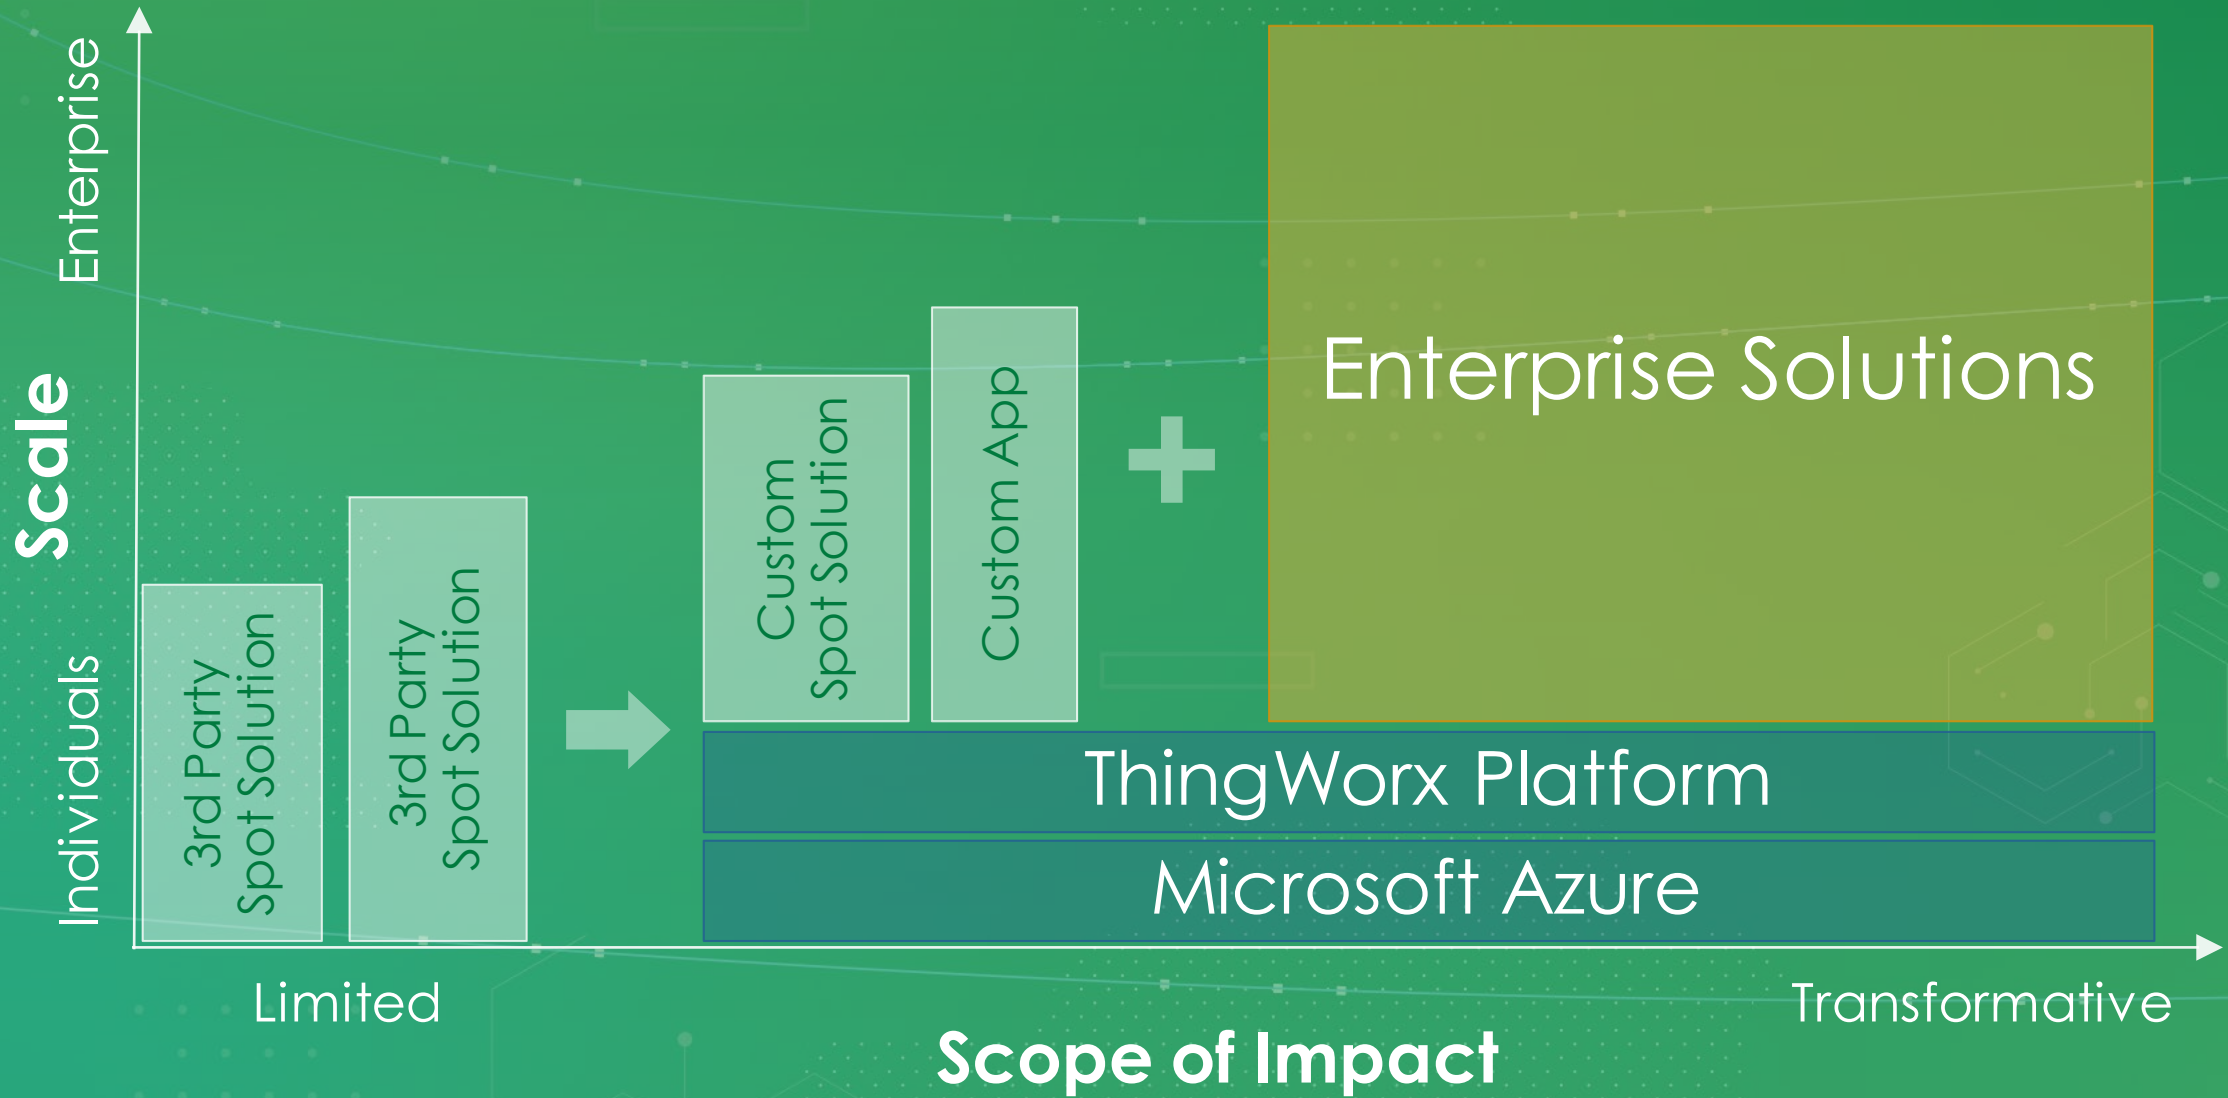 Enterprise
Scale
Individuals
3rd Party
Spot Solution
3rd Party
Spot Solution
Custom
Spot Solution
Custom App
Enterprise Solutions
ThingWorx Platform
Microsoft Azure
Limited
Transformative
Scope of Impact